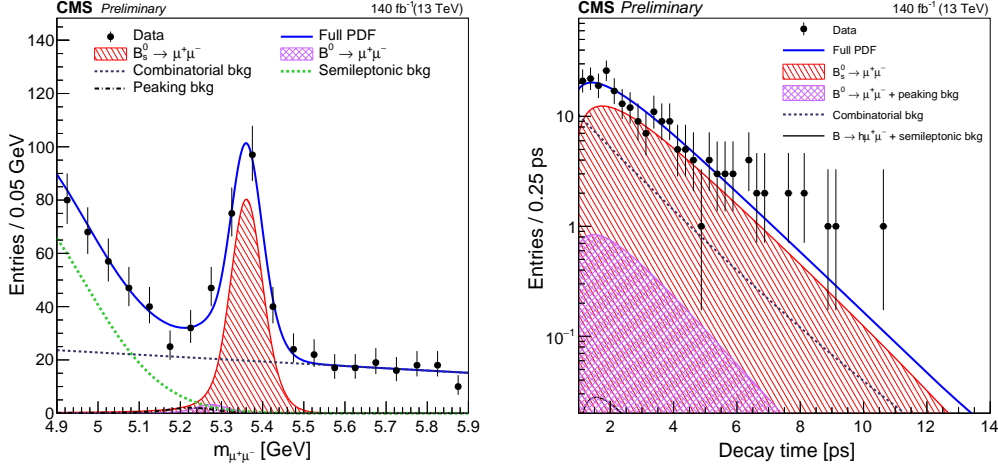 CMS Preliminary 140 fb⁻¹ (13 TeV)
Entries / 0.05 GeV
140
120
100
80
60
40
20
0
Data Full PDF
B⁰ₛ → μ⁺μ⁻ B⁰ → μ⁺μ⁻
Combinatorial bkg Semileptonic bkg
Peaking bkg
4.9 5 5.1 5.2 5.3 5.4 5.5 5.6 5.7 5.8 5.9
m_μ⁺μ⁻ [GeV]
CMS Preliminary 140 fb⁻¹ (13 TeV)
Entries / 0.25 ps
10
1
10⁻¹
Data
Full PDF
B⁰ₛ → μ⁺μ⁻
B⁰ → μ⁺μ⁻ + peaking bkg
Combinatorial bkg
B → hμ⁺μ⁻ + semileptonic bkg
2 4 6 8 10 12 14
Decay time [ps]